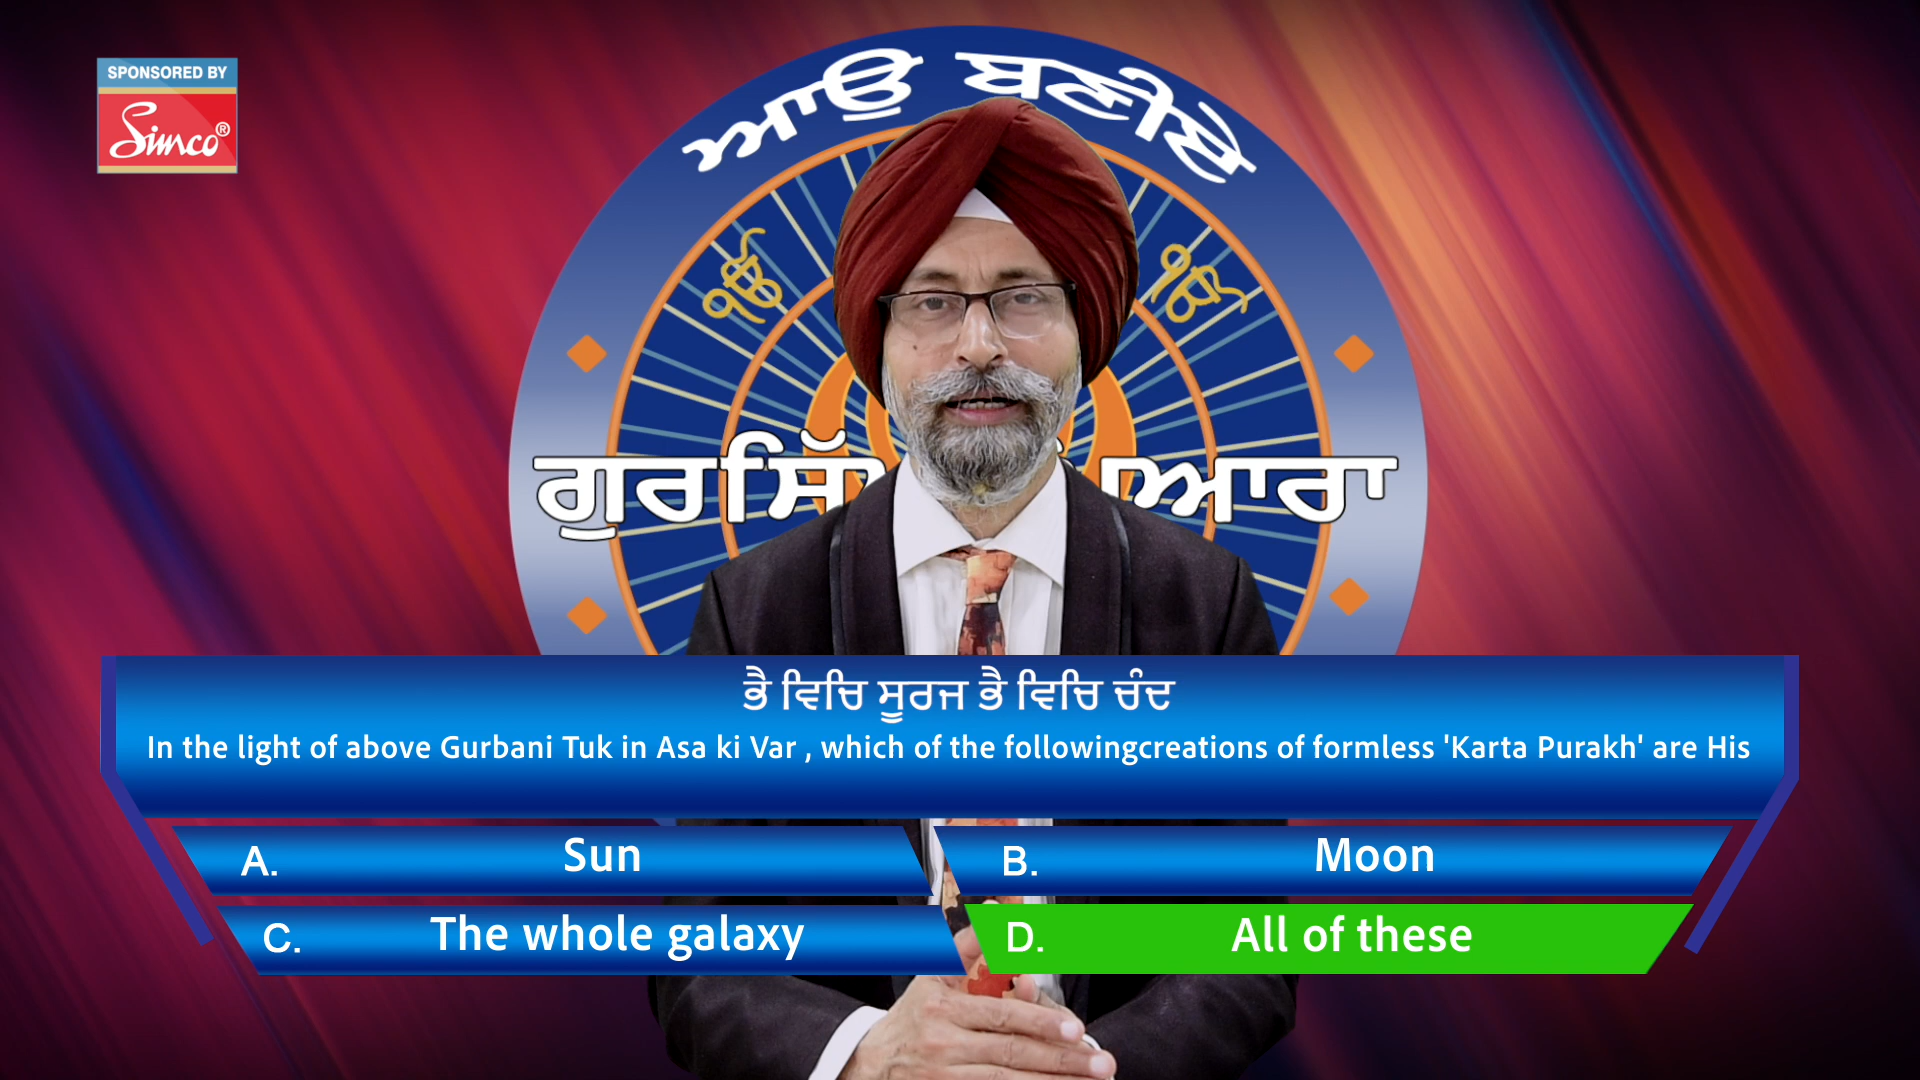 SPONSORED BY
Simco®
ਆਉ ਬਣੀਏ
ੴ ੴ
ਭੈ ਵਿਚਿ ਸੂਰਜ ਭੈ ਵਿਚਿ ਚੰਦ
In the light of above Gurbani Tuk in Asa ki Var , which of the followingcreations of formless 'Karta Purakh' are His
A. Sun
B. Moon
C. The whole galaxy
D. All of these